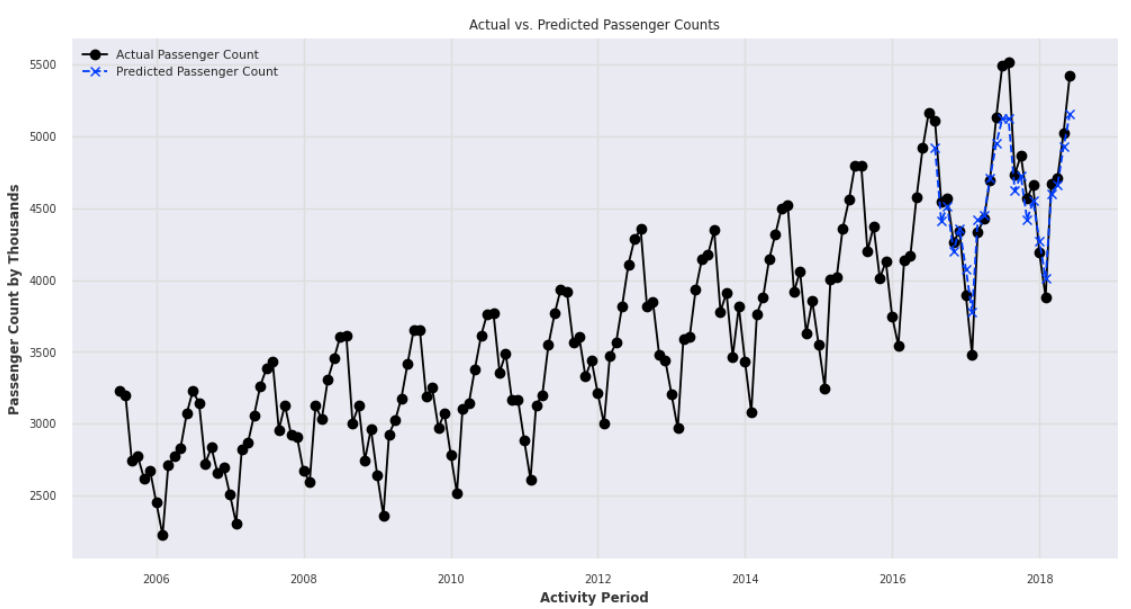 Actual vs. Predicted Passenger Counts
Actual Passenger Count
Predicted Passenger Count
Passenger Count by Thousands
5500
5000
4500
4000
3500
3000
2500
2006
2008
2010
2012
2014
2016
2018
Activity Period